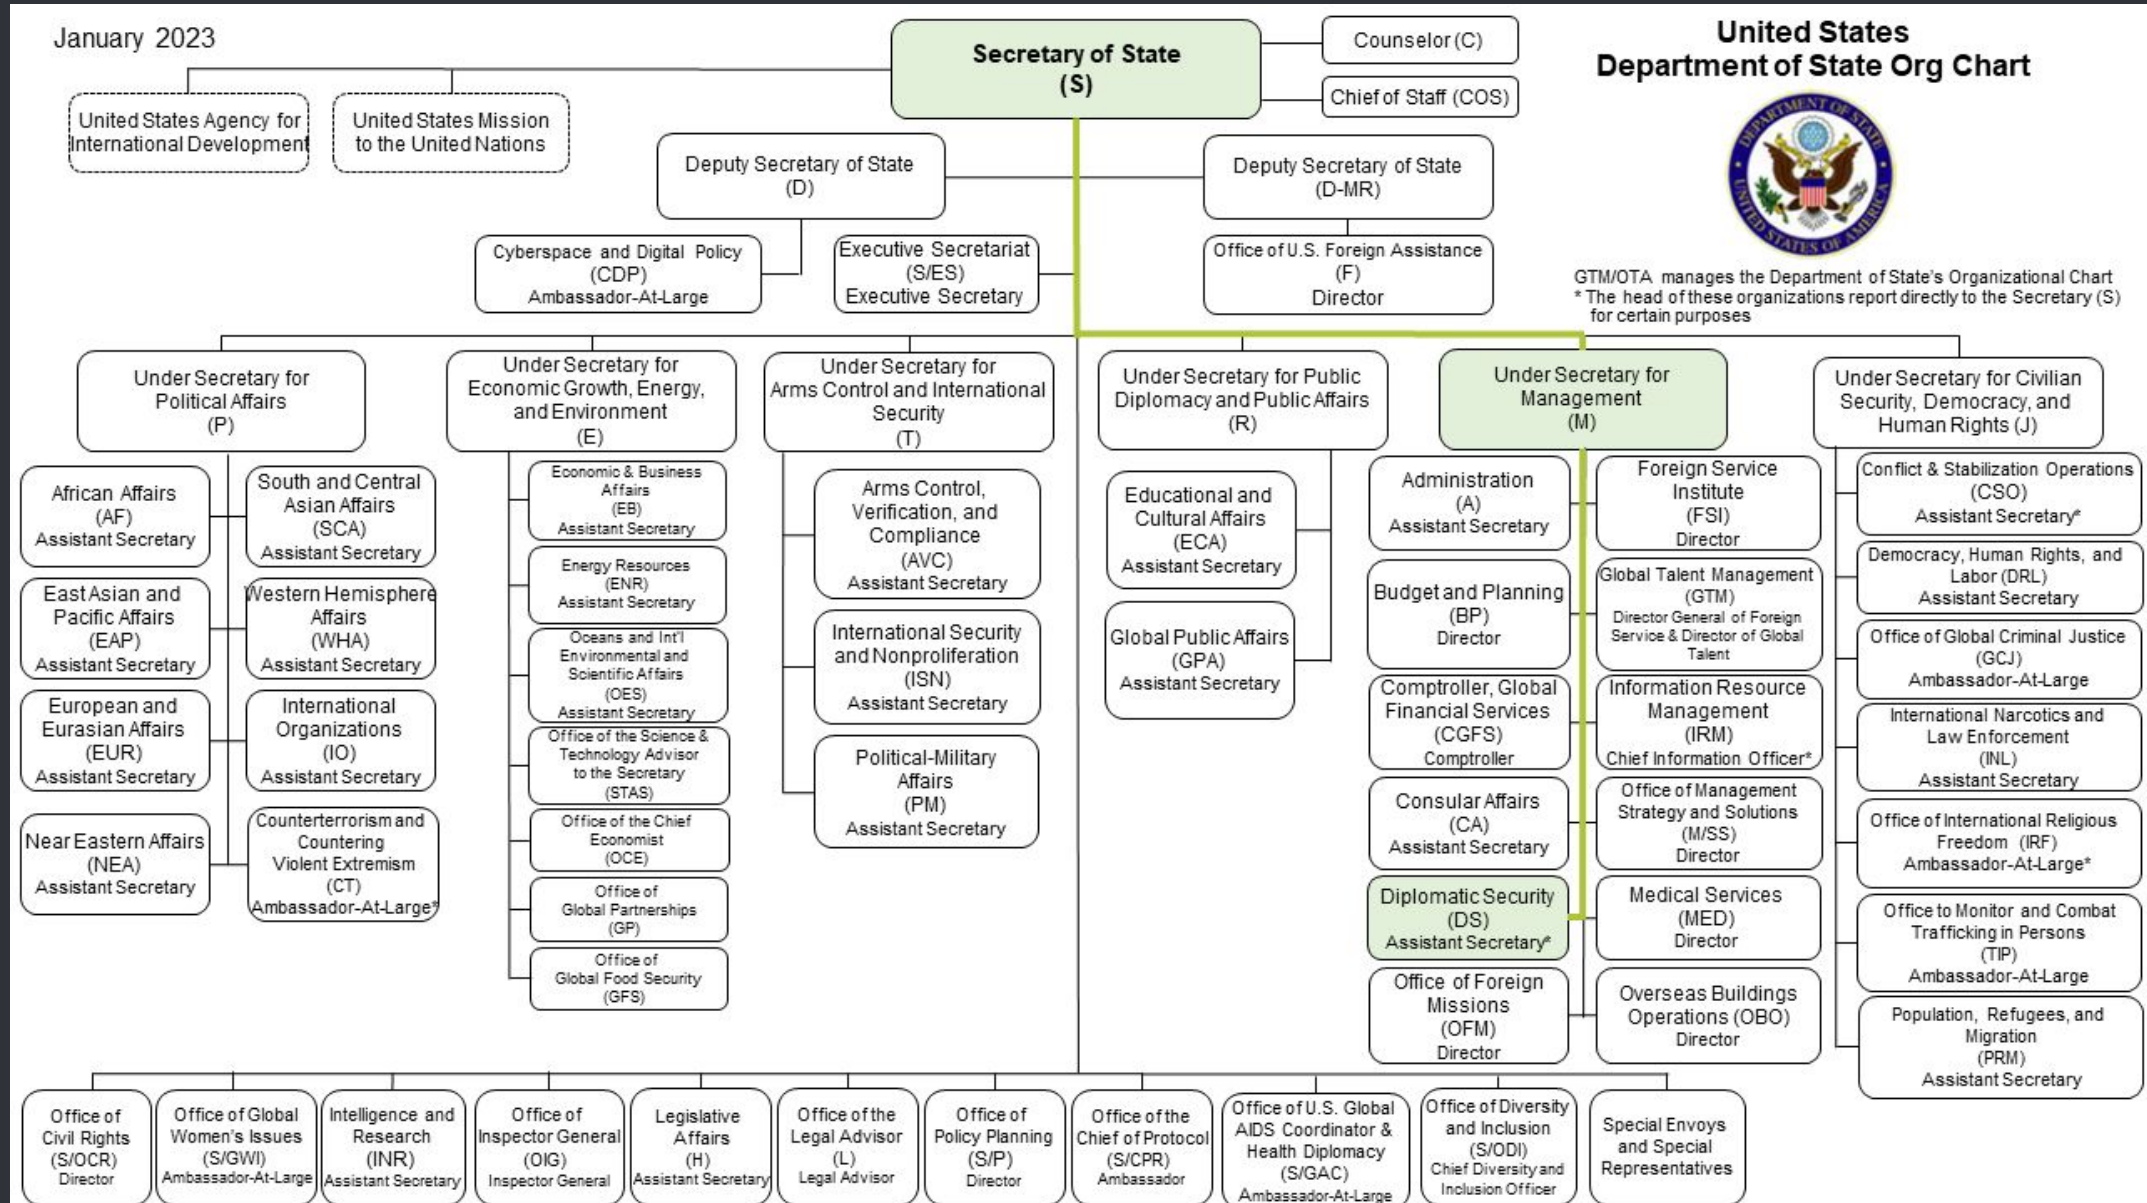 January 2023
Secretary of State
(S)
Counselor (C)
Chief of Staff (COS)
United States
Department of State Org Chart
DEPARTMENT OF STATE
UNITED STATES OF AMERICA
GTM/OTA manages the Department of State's Organizational Chart
* The head of these organizations report directly to the Secretary (S)
for certain purposes
United States Agency for
International Development
United States Mission
to the United Nations
Deputy Secretary of State
(D)
Deputy Secretary of State
(D-MR)
Cyberspace and Digital Policy
(CDP)
Ambassador-At-Large
Executive Secretariat
(S/ES)
Executive Secretary
Office of U.S. Foreign Assistance
(F)
Director
Under Secretary for
Political Affairs
(P)
African Affairs
(AF)
Assistant Secretary
South and Central
Asian Affairs
(SCA)
Assistant Secretary
East Asian and
Pacific Affairs
(EAP)
Assistant Secretary
Western Hemisphere
Affairs
(WHA)
Assistant Secretary
European and
Eurasian Affairs
(EUR)
Assistant Secretary
International
Organizations
(IO)
Assistant Secretary
Near Eastern Affairs
(NEA)
Assistant Secretary
Counterterrorism and
Countering
Violent Extremism
(CT)
Ambassador-At-Large*
Under Secretary for
Economic Growth, Energy,
and Environment
(E)
Economic & Business
Affairs
(EB)
Assistant Secretary
Energy Resources
(ENR)
Assistant Secretary
Oceans and Int'l
Environmental and
Scientific Affairs
(OES)
Assistant Secretary
Office of the Science &
Technology Advisor
to the Secretary
(STAS)
Office of the Chief
Economist
(OCE)
Office of
Global Partnerships
(GP)
Office of
Global Food Security
(GFS)
Under Secretary for
Arms Control and International
Security
(T)
Arms Control,
Verification, and
Compliance
(AVC)
Assistant Secretary
International Security
and Nonproliferation
(ISN)
Assistant Secretary
Political-Military
Affairs
(PM)
Assistant Secretary
Under Secretary for Public
Diplomacy and Public Affairs
(R)
Educational and
Cultural Affairs
(ECA)
Assistant Secretary
Global Public Affairs
(GPA)
Assistant Secretary
Under Secretary for
Management
(M)
Administration
(A)
Assistant Secretary
Foreign Service
Institute
(FSI)
Director
Budget and Planning
(BP)
Director
Global Talent Management
(GTM)
Director General of Foreign
Service & Director of Global
Talent
Comptroller, Global
Financial Services
(CGFS)
Comptroller
Information Resource
Management
(IRM)
Chief Information Officer*
Consular Affairs
(CA)
Assistant Secretary
Office of Management
Strategy and Solutions
(M/SS)
Director
Diplomatic Security
(DS)
Assistant Secretary*
Medical Services
(MED)
Director
Office of Foreign
Missions
(OFM)
Director
Overseas Buildings
Operations (OBO)
Director
Under Secretary for Civilian
Security, Democracy, and
Human Rights (J)
Conflict & Stabilization Operations
(CSO)
Assistant Secretary*
Democracy, Human Rights, and
Labor (DRL)
Assistant Secretary
Office of Global Criminal Justice
(GCJ)
Ambassador-At-Large
International Narcotics and
Law Enforcement
(INL)
Assistant Secretary
Office of International Religious
Freedom (IRF)
Ambassador-At-Large*
Office to Monitor and Combat
Trafficking in Persons
(TIP)
Ambassador-At-Large
Population, Refugees, and
Migration
(PRM)
Assistant Secretary
Office of
Civil Rights
(S/OCR)
Director
Office of Global
Women's Issues
(S/GWI)
Ambassador-At-Large
Intelligence and
Research
(INR)
Assistant Secretary
Office of
Inspector General
(OIG)
Inspector General
Legislative
Affairs
(H)
Assistant Secretary
Office of the
Legal Advisor
(L)
Legal Advisor
Office of
Policy Planning
(S/P)
Director
Office of the
Chief of Protocol
(S/CPR)
Ambassador
Office of U.S. Global
AIDS Coordinator &
Health Diplomacy
(S/GAC)
Ambassador-At-Large
Office of Diversity
and Inclusion
(S/ODI)
Chief Diversity and
Inclusion Officer
Special Envoys
and Special
Representatives